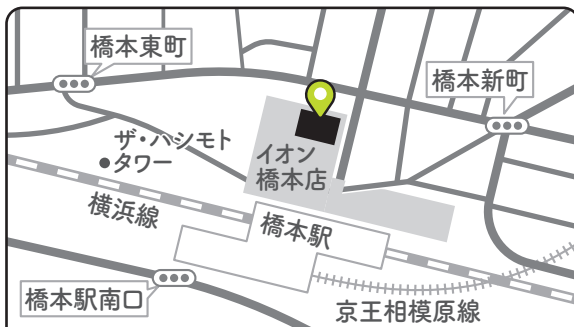 橋本東町
橋本新町
ザ・ハシモト
タワー
イオン
橋本店
横浜線
橋本駅
橋本駅南口
京王相模原線